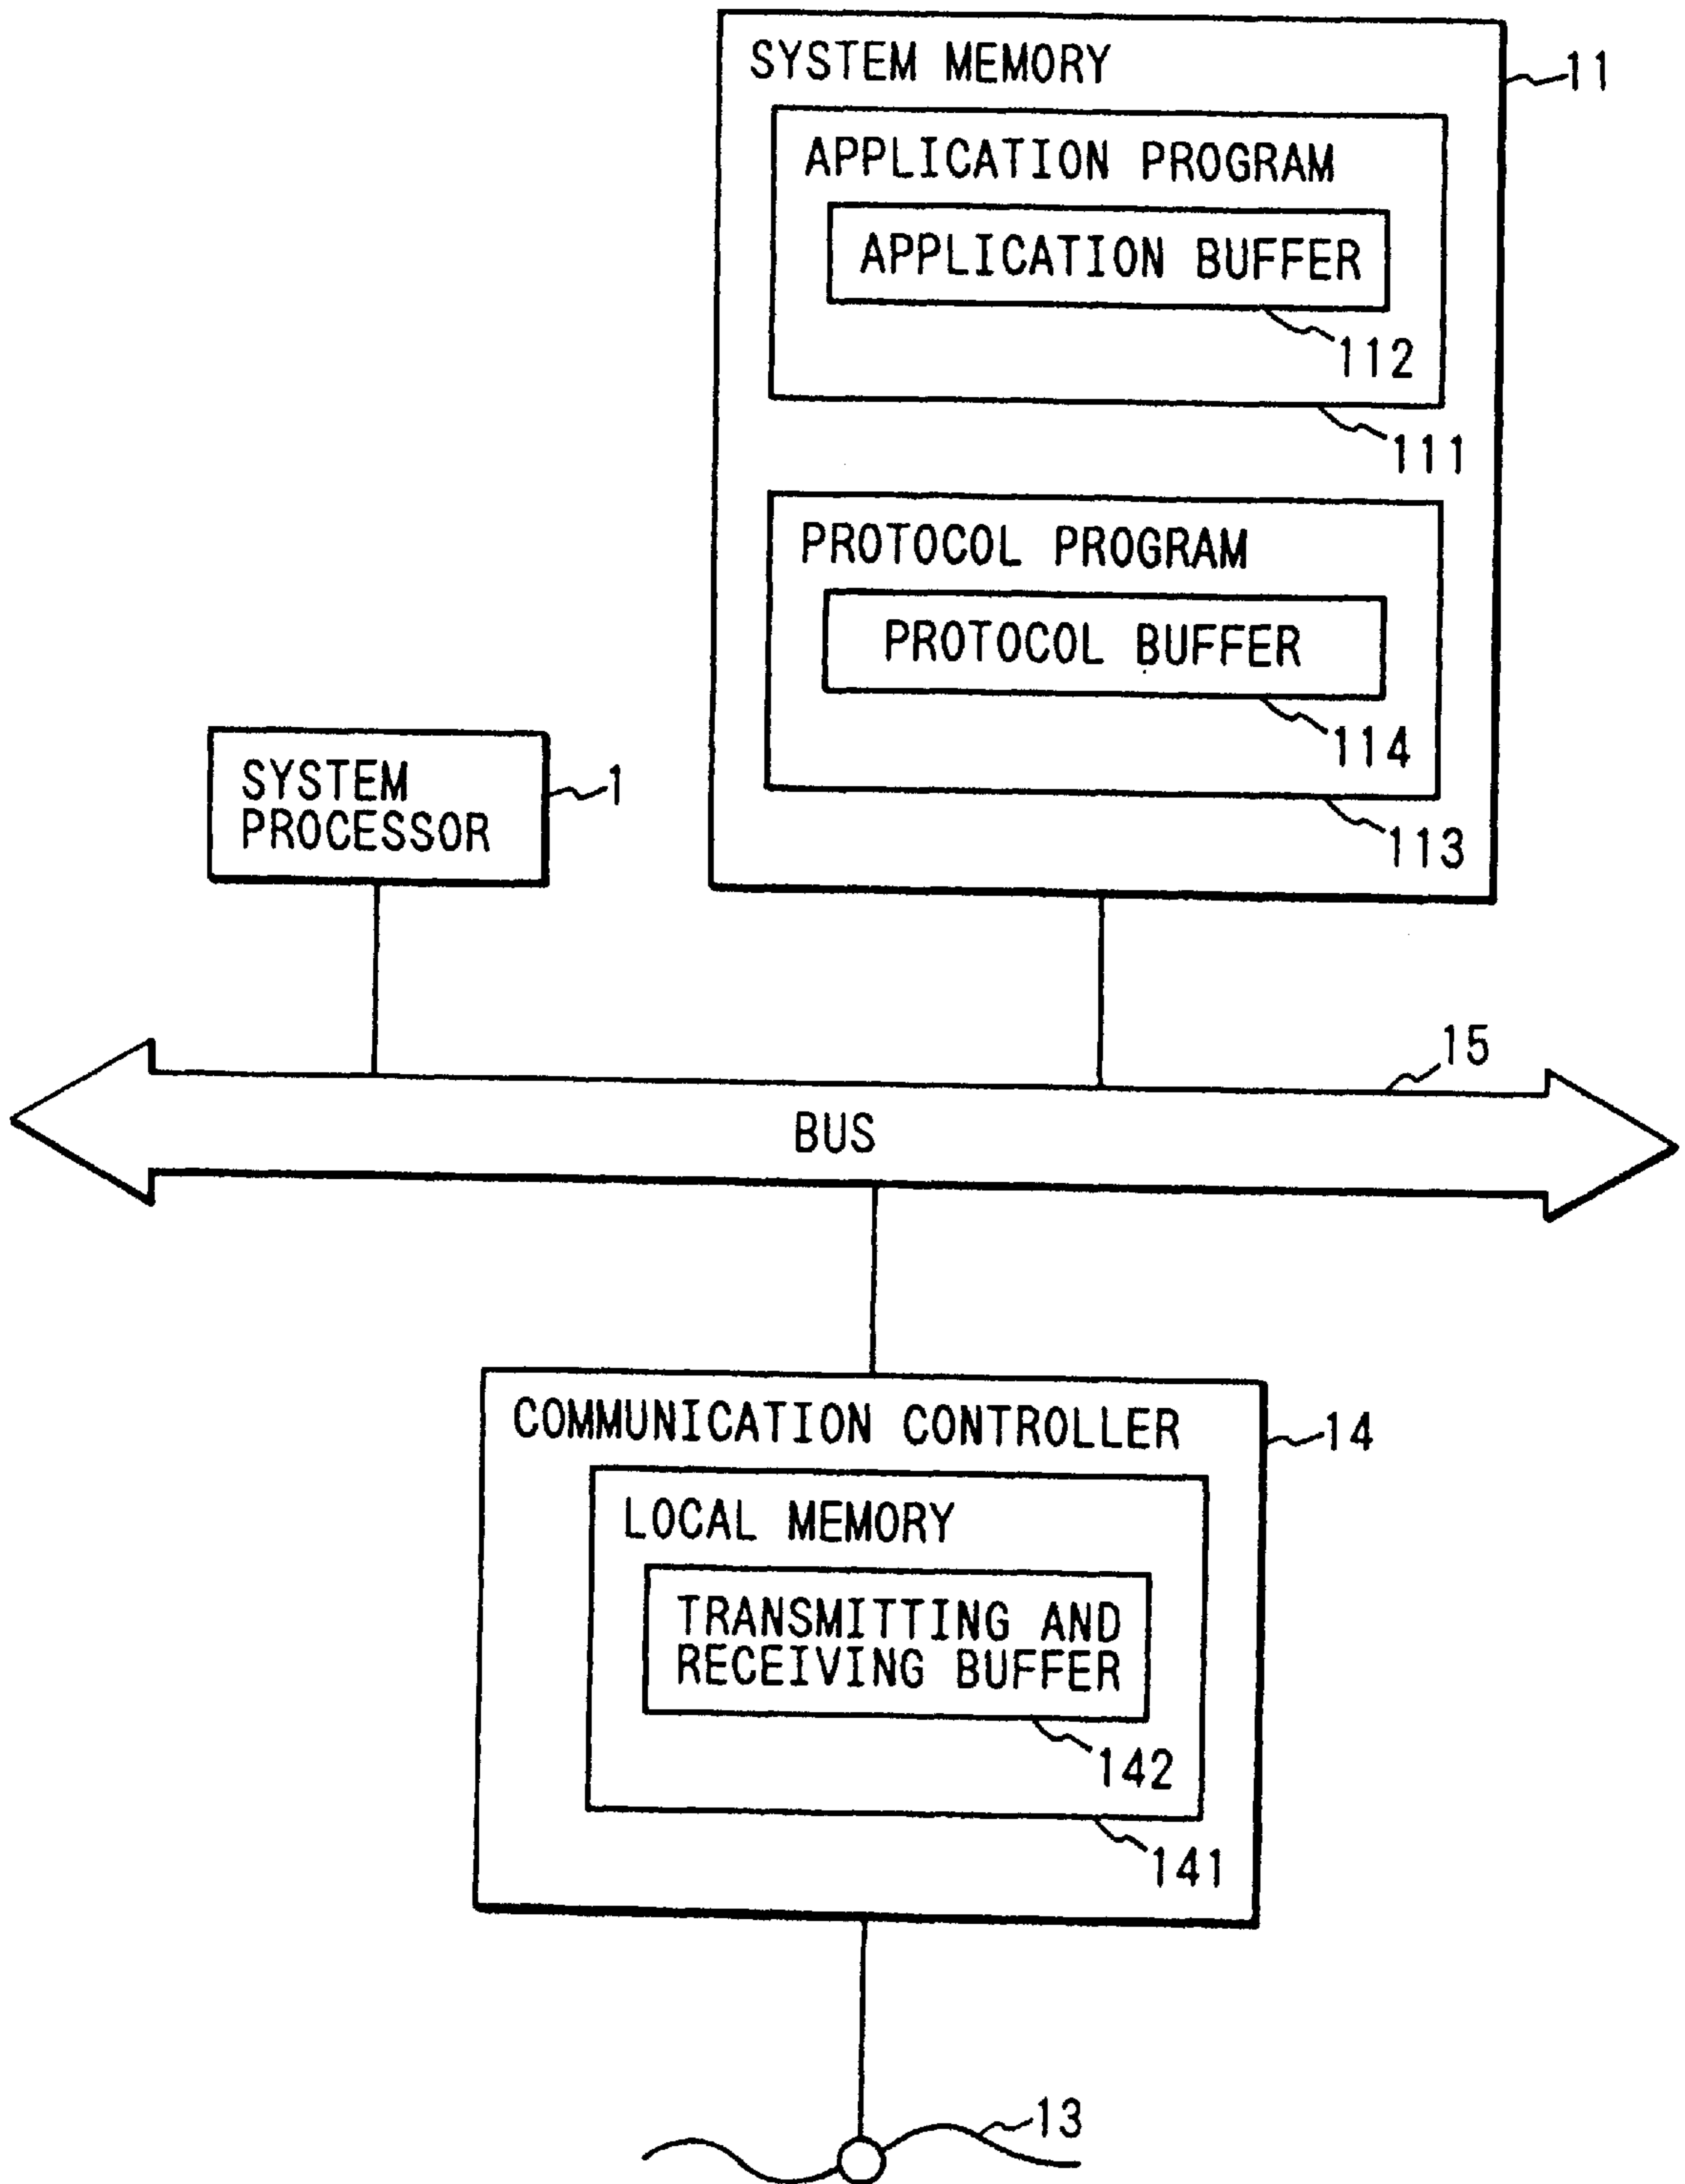 SYSTEM MEMORY
11
APPLICATION PROGRAM
APPLICATION BUFFER
112
111
PROTOCOL PROGRAM
PROTOCOL BUFFER
114
113
SYSTEM
PROCESSOR
1
15
BUS
COMMUNICATION CONTROLLER
14
LOCAL MEMORY
TRANSMITTING AND
RECEIVING BUFFER
142
141
13